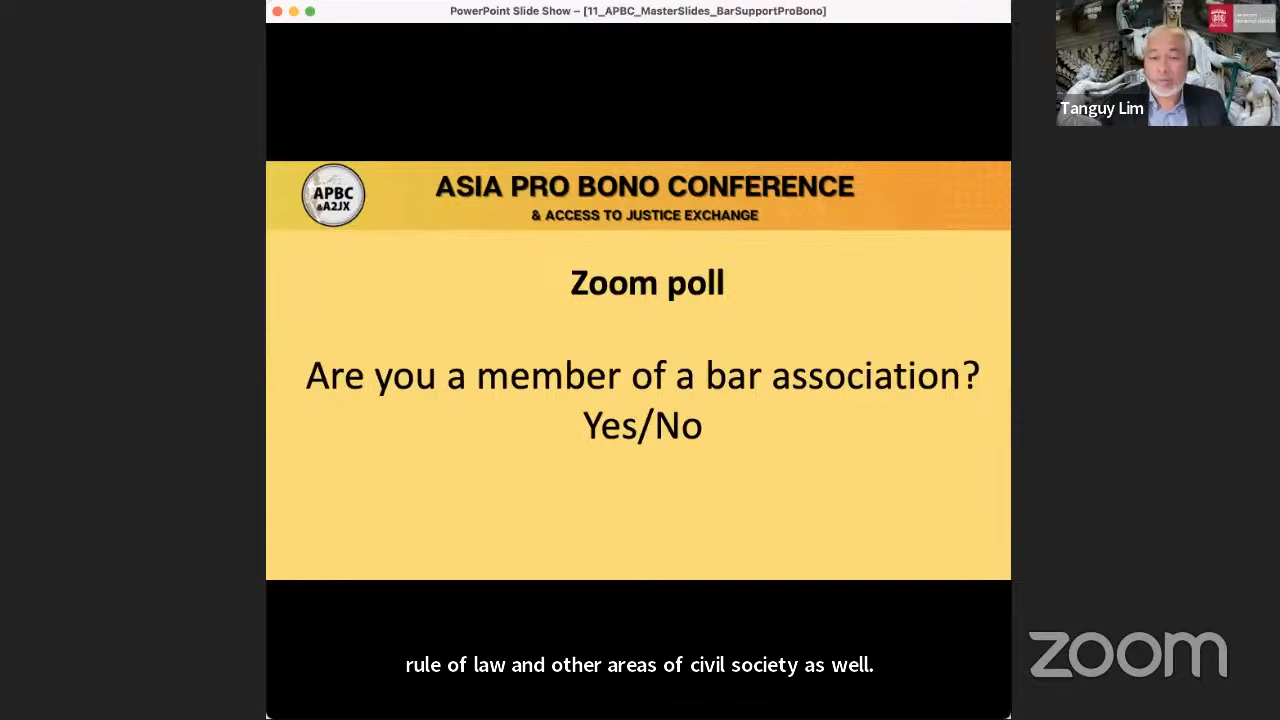 PowerPoint Slide Show – [11_APBC_MasterSlides_BarSupportProBono]
Tanguy Lim
APBC
&A2JX
ASIA PRO BONO CONFERENCE
& ACCESS TO JUSTICE EXCHANGE
Zoom poll
Are you a member of a bar association?
Yes/No
rule of law and other areas of civil society as well.
zoom